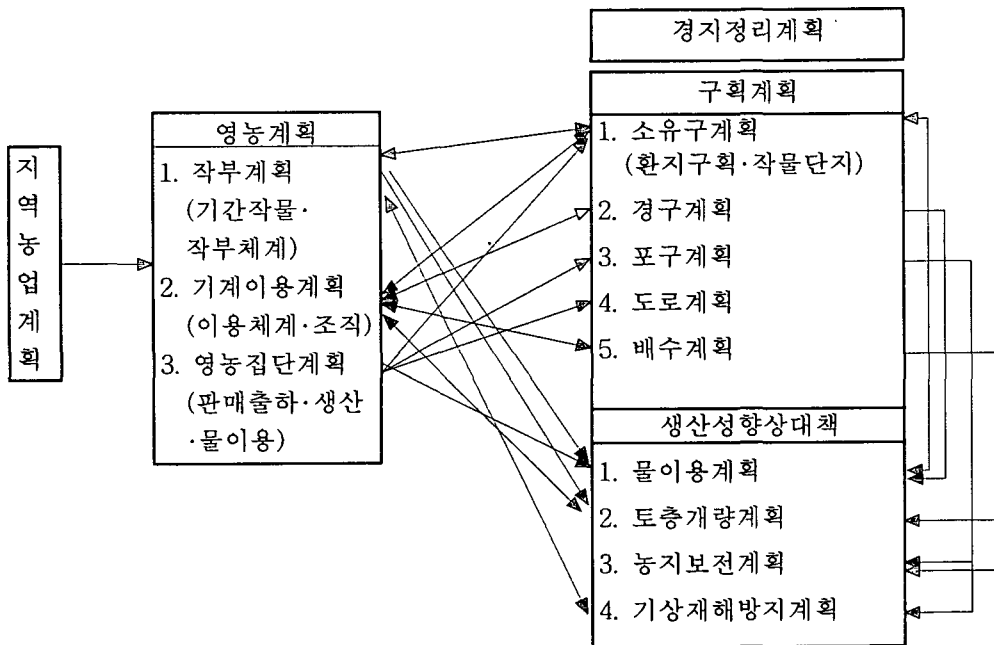 경지정리계획
구획계획
1. 소유구계획
(환지구획·작물단지)
2. 경구계획
3. 포구계획
4. 도로계획
5. 배수계획
생산성향상대책
1. 물이용계획
2. 토층개량계획
3. 농지보전계획
4. 기상재해방지계획
영농계획
1. 작부계획
(기간작물·
작부체계)
2. 기계이용계획
(이용체계·조직)
3. 영농집단계획
(판매출하·생산
·물이용)
지
역
농
업
계
획